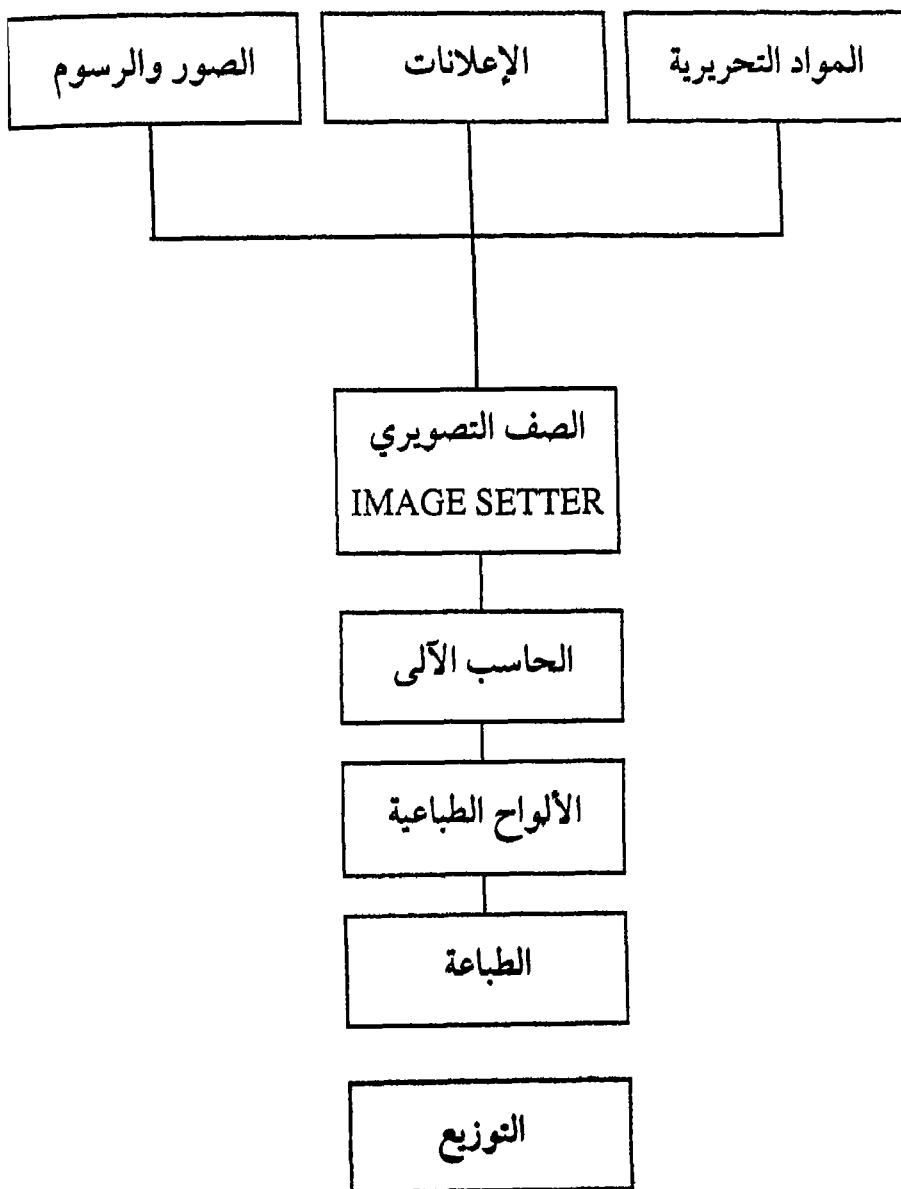 المواد التحريرية
الإعلانات
الصور والرسوم
الصف التصويري
IMAGE SETTER
الحاسب الآلى
الألواح الطباعية
الطباعة
التوزيع